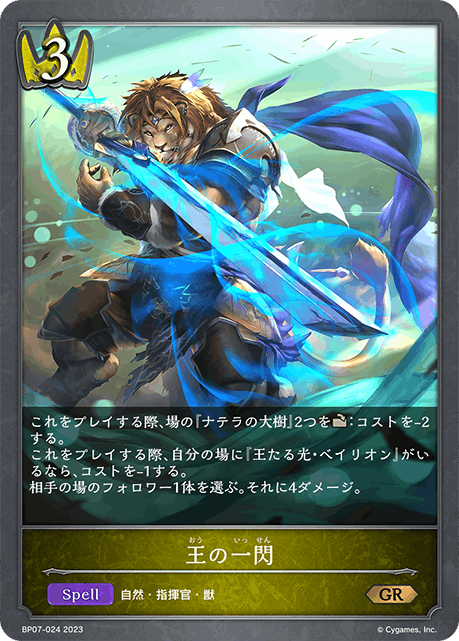 3
これをプレイする際、場の『ナテラの大樹』2つを:コストを-2
する。
これをプレイする際、自分の場に『王たる光・ベイリオン』がい
るなら、コストを-1する。
相手の場のフォロワー1体を選ぶ。それに4ダメージ。
おう いっ せん
王の一閃
Spell 自然・指揮官・獣 GR
BP07-024 2023 © Cygames, Inc.